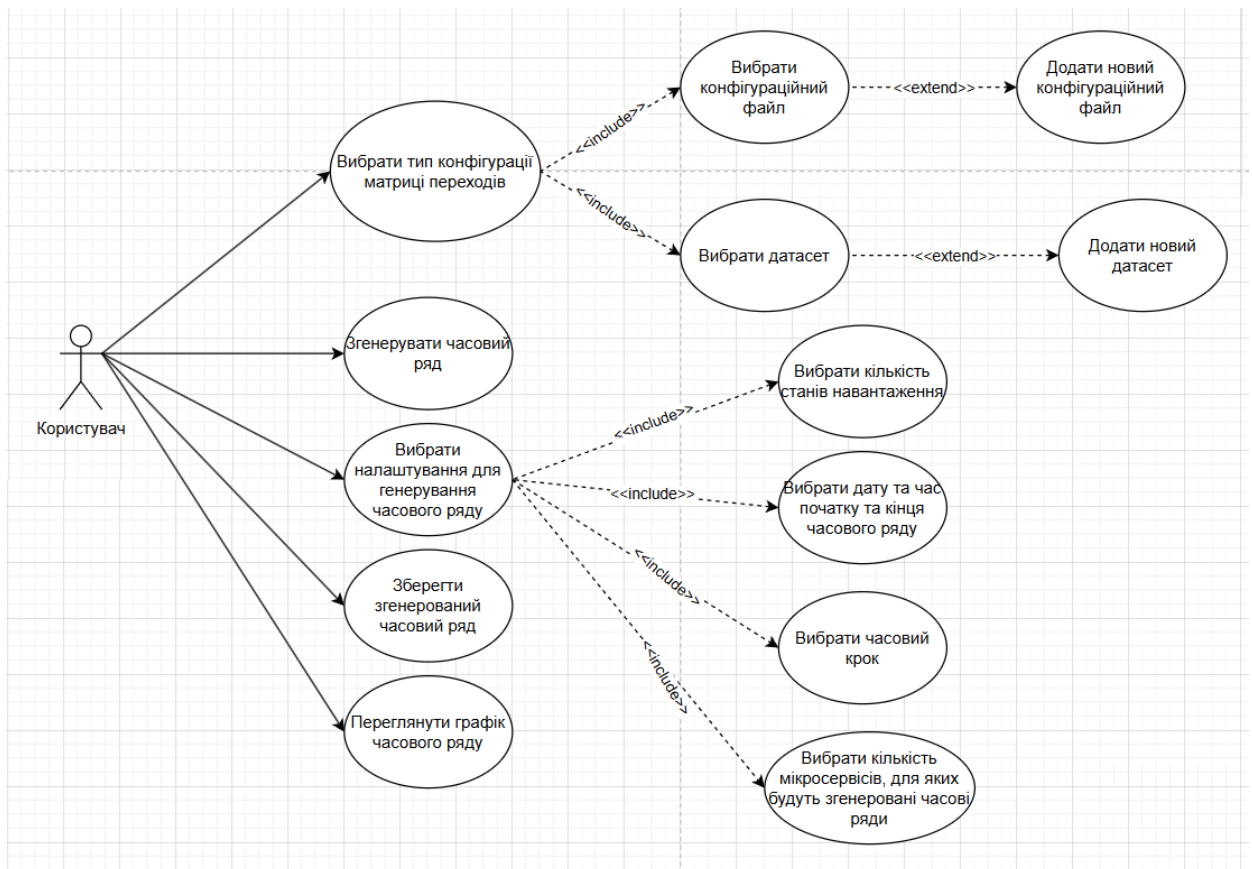 Вибрати
конфігураційний
файл
<<extend>>
Додати новий
конфігураційний
файл
<<include>>
Вибрати тип конфігурації
матриці переходів
<<include>>
Вибрати датасет
<<extend>>
Додати новий
датасет
Користувач
Згенерувати часовий
ряд
Вибрати кількість
станів навантаження
<<include>>
Вибрати
налаштування для
генерування
часового ряду
<<include>>
Вибрати дату та час
початку та кінця
часового ряду
<<include>>
Зберегти
згенерований
часовий ряд
Вибрати часовий
крок
<<include>>
Переглянути графік
часового ряду
Вибрати кількість
мікросервісів, для яких
будуть згенеровані часові
ряди